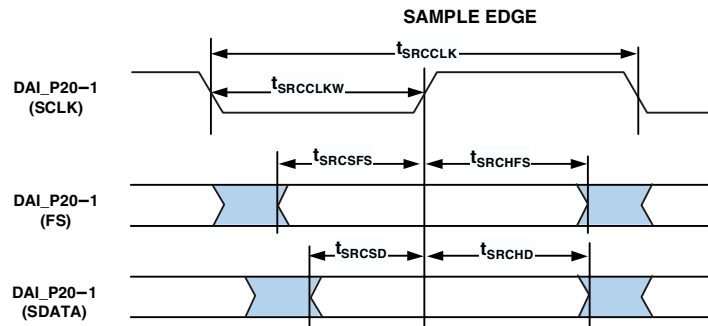 SAMPLE EDGE
tSRCCLK
DAI_P20–1
(SCLK)
tSRCCLKW
tSRCSFS
tSRCHFS
DAI_P20–1
(FS)
tSRCSD
tSRCHD
DAI_P20–1
(SDATA)